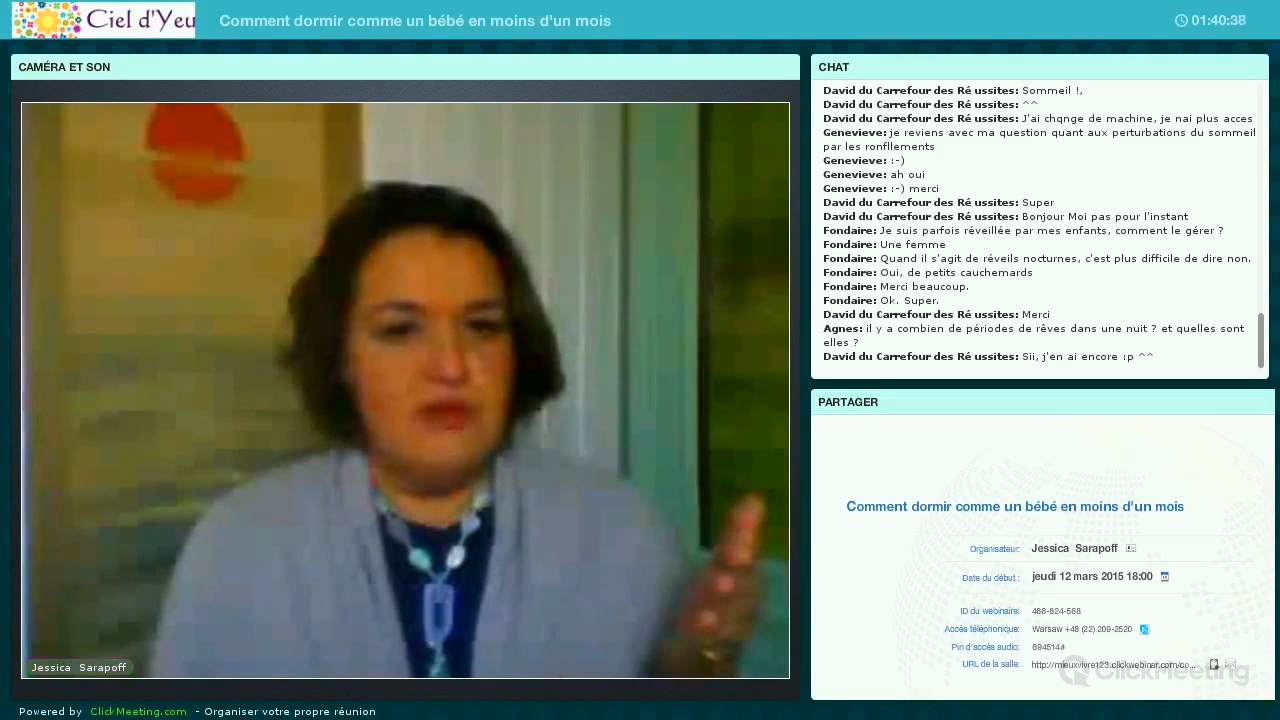 Ciel d'Yeu
Comment dormir comme un bébé en moins d'un mois
01:40:38
CAMÉRA ET SON
Jessica Sarapoff
CHAT
David du Carrefour des Ré ussites: Sommeil !,
David du Carrefour des Ré ussites: ^^
David du Carrefour des Ré ussites: J'ai chqnge de machine, je nai plus acces
Genevieve: je reviens avec ma question quant aux perturbations du sommeil
par les ronfllements
Genevieve: :-)
Genevieve: ah oui
Genevieve: :-) merci
David du Carrefour des Ré ussites: Super
David du Carrefour des Ré ussites: Bonjour Moi pas pour l'instant
Fondaire: Je suis parfois réveillée par mes enfants, comment le gérer ?
Fondaire: Une femme
Fondaire: Quand il s'agit de réveils nocturnes, c'est plus difficile de dire non.
Fondaire: Oui, de petits cauchemards
Fondaire: Merci beaucoup.
Fondaire: Ok. Super.
David du Carrefour des Ré ussites: Merci
Agnes: il y a combien de périodes de rêves dans une nuit ? et quelles sont
elles ?
David du Carrefour des Ré ussites: Sii, j'en ai encore :p ^^
PARTAGER
Comment dormir comme un bébé en moins d'un mois
Organisateur: Jessica Sarapoff
Date du début : jeudi 12 mars 2015 18:00
ID du webinaire: 486-824-568
Accès téléphonique: Warsaw +48 (22) 209-2520
Pin d'accès audio: 694514#
URL de la salle: http://mieuxvivre123.clickwebinar.com/co...
ClickMeeting
Powered by ClickMeeting.com - Organiser votre propre réunion